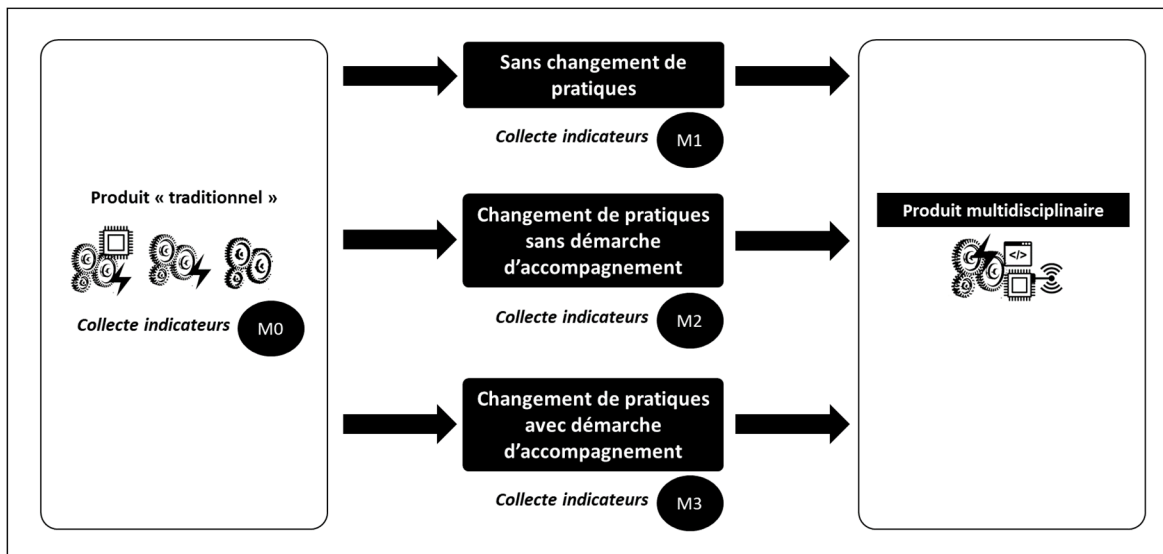 Produit « traditionnel »
Collecte indicateurs M0
Sans changement de
pratiques
Collecte indicateurs M1
Changement de pratiques
sans démarche
d'accompagnement
Collecte indicateurs M2
Changement de pratiques
avec démarche
d'accompagnement
Collecte indicateurs M3
Produit multidisciplinaire
</>